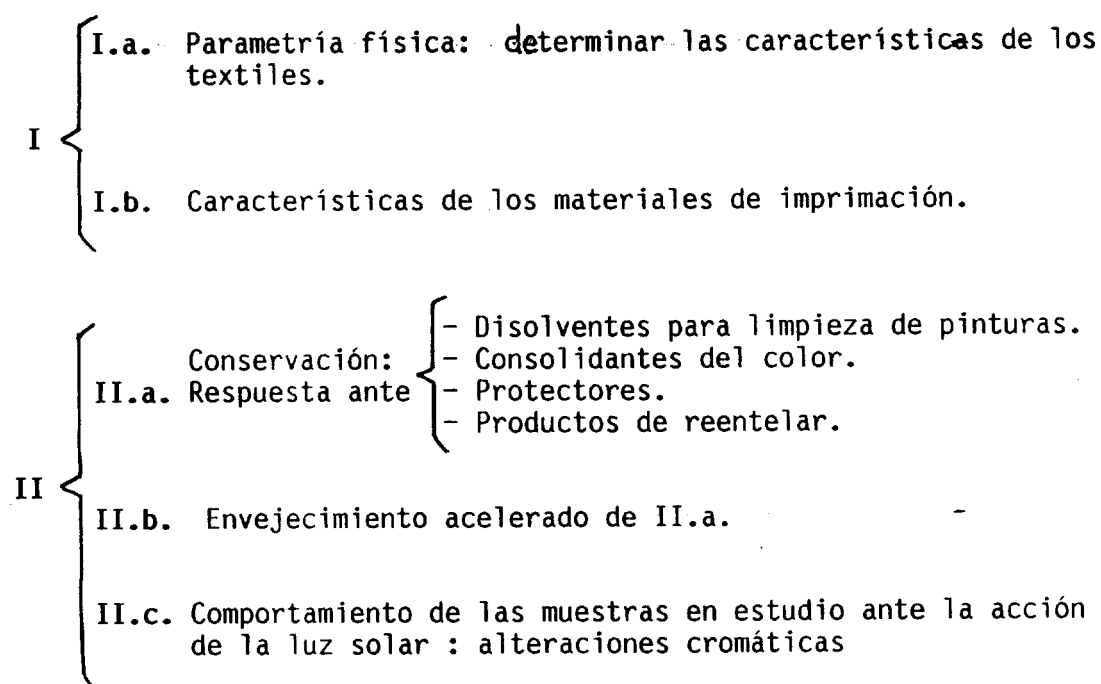 I.a. Parametría física: determinar las características de los
textiles.
I
I.b. Características de los materiales de imprimación.
- Disolventes para limpieza de pinturas.
Conservación: - Consolidantes del color.
II.a. Respuesta ante - Protectores.
- Productos de reentelar.
II
II.b. Envejecimiento acelerado de II.a. -
II.c. Comportamiento de las muestras en estudio ante la acción
de la luz solar : alteraciones cromáticas